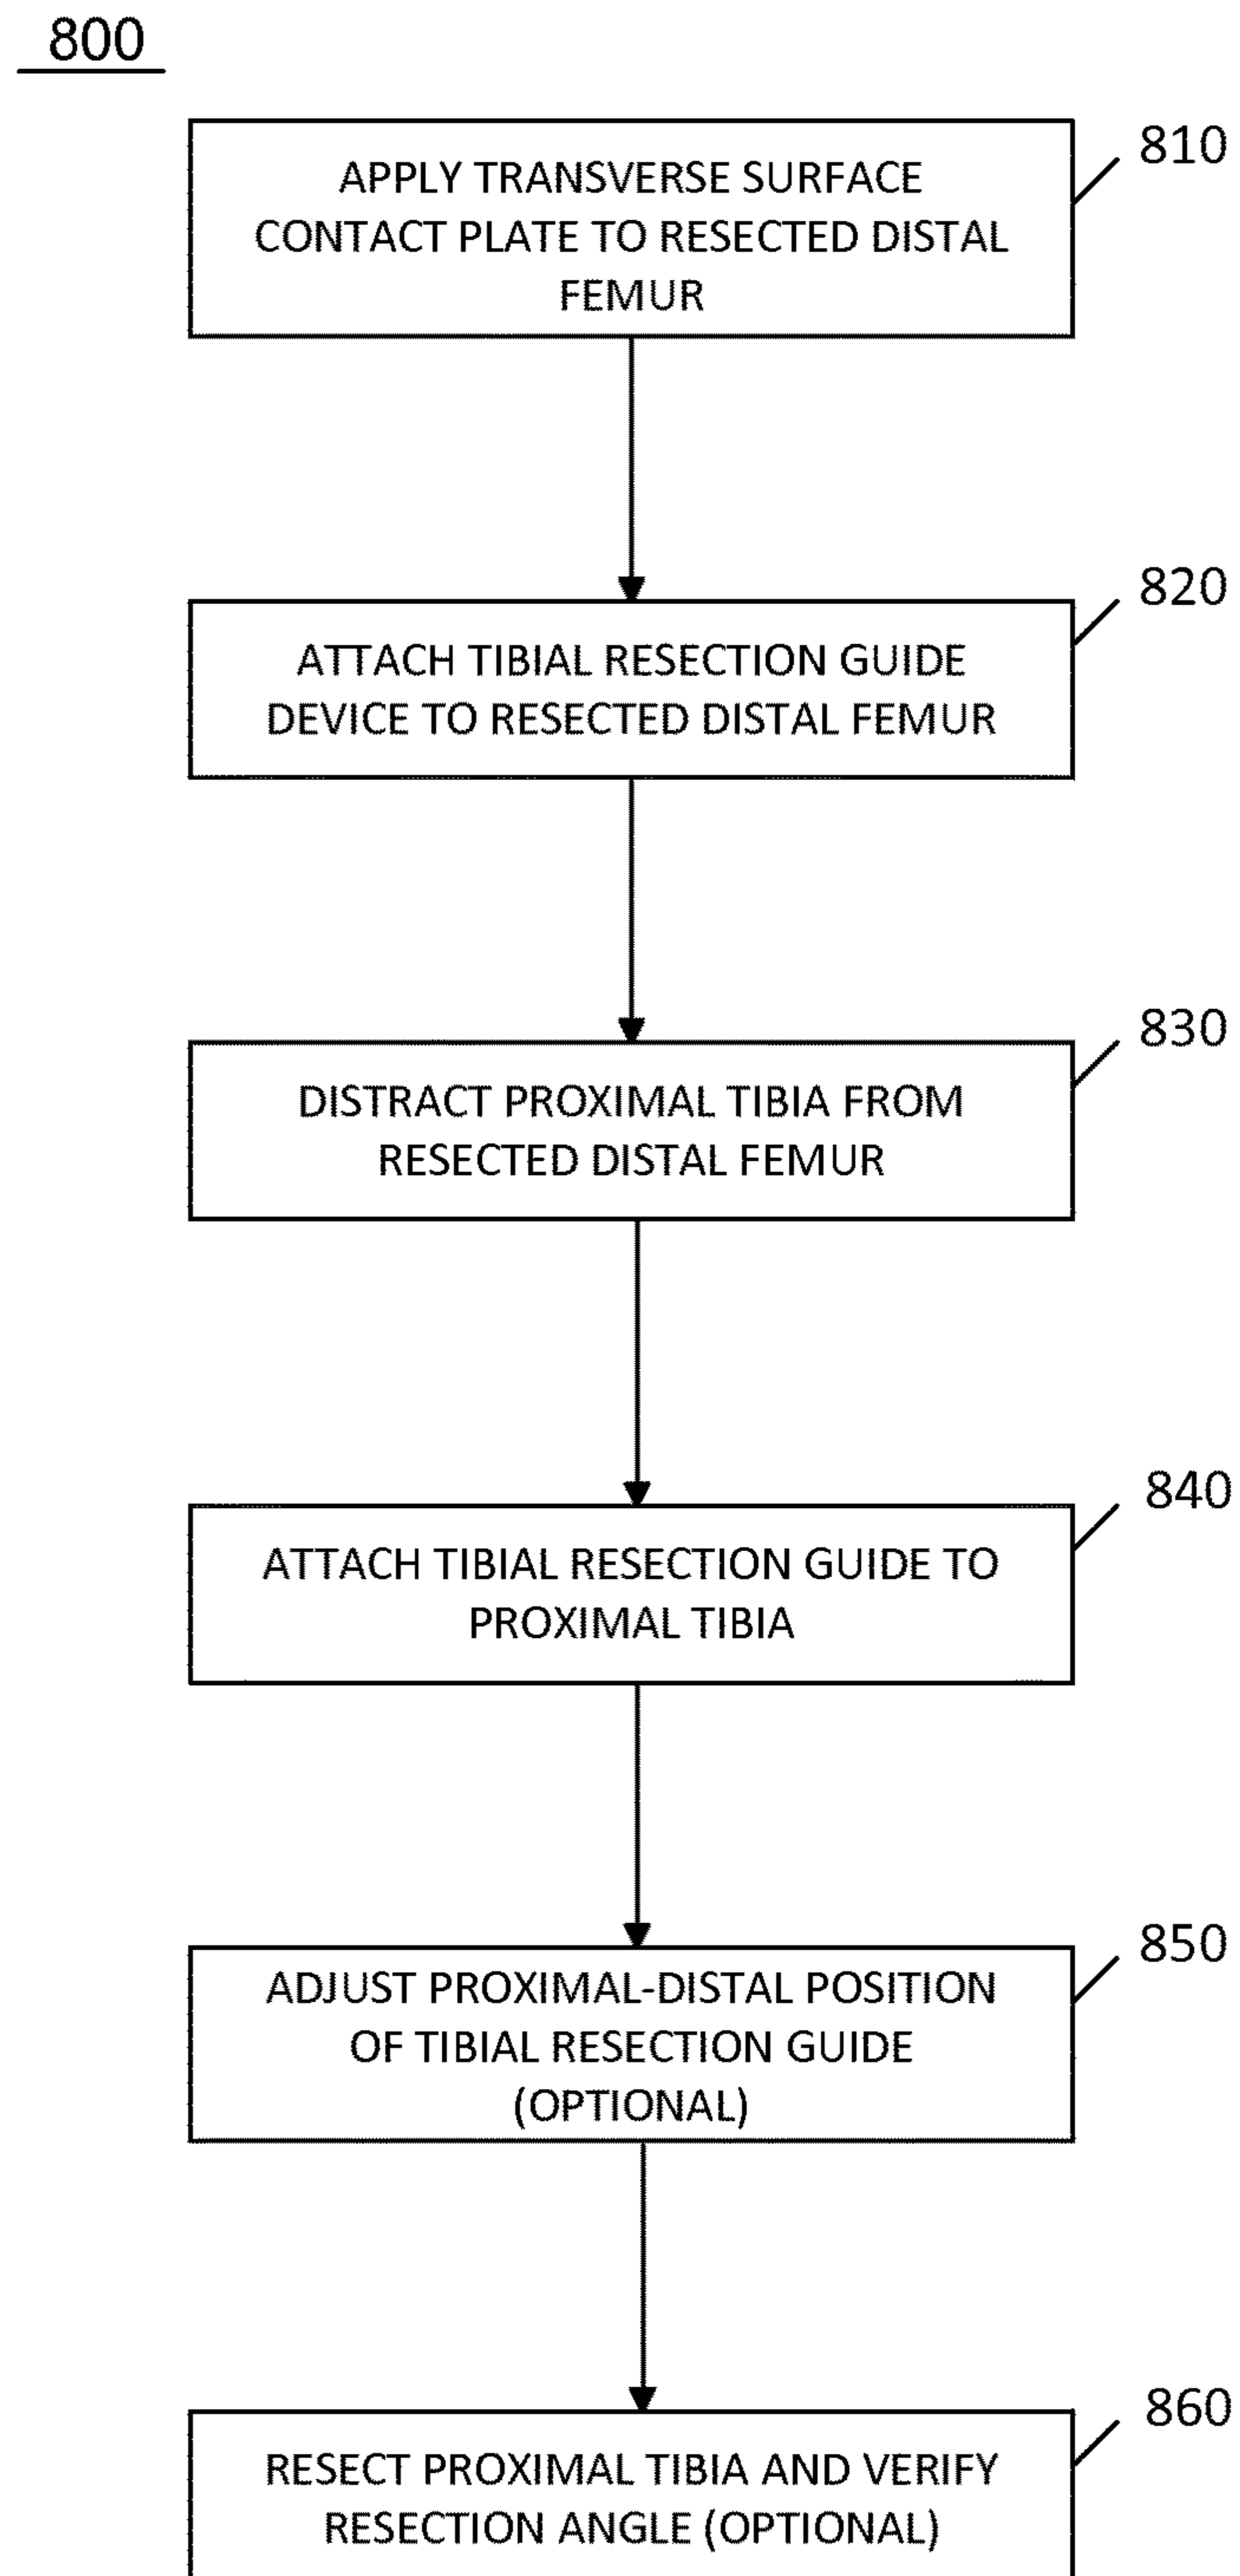 800
810
APPLY TRANSVERSE SURFACE
CONTACT PLATE TO RESECTED DISTAL
FEMUR
820
ATTACH TIBIAL RESECTION GUIDE
DEVICE TO RESECTED DISTAL FEMUR
830
DISTRACT PROXIMAL TIBIA FROM
RESECTED DISTAL FEMUR
840
ATTACH TIBIAL RESECTION GUIDE TO
PROXIMAL TIBIA
850
ADJUST PROXIMAL-DISTAL POSITION
OF TIBIAL RESECTION GUIDE
(OPTIONAL)
860
RESECT PROXIMAL TIBIA AND VERIFY
RESECTION ANGLE (OPTIONAL)